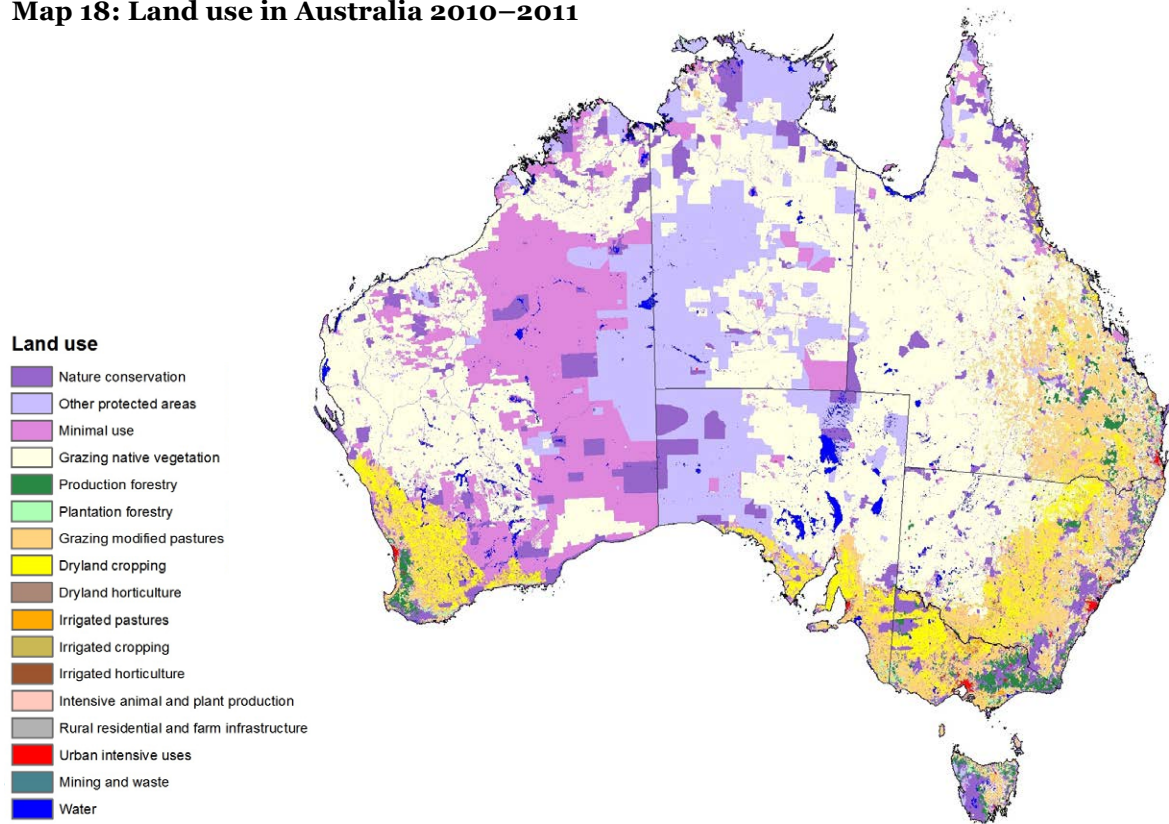 Map 18: Land use in Australia 2010–2011
Land use
Nature conservation
Other protected areas
Minimal use
Grazing native vegetation
Production forestry
Plantation forestry
Grazing modified pastures
Dryland cropping
Dryland horticulture
Irrigated pastures
Irrigated cropping
Irrigated horticulture
Intensive animal and plant production
Rural residential and farm infrastructure
Urban intensive uses
Mining and waste
Water